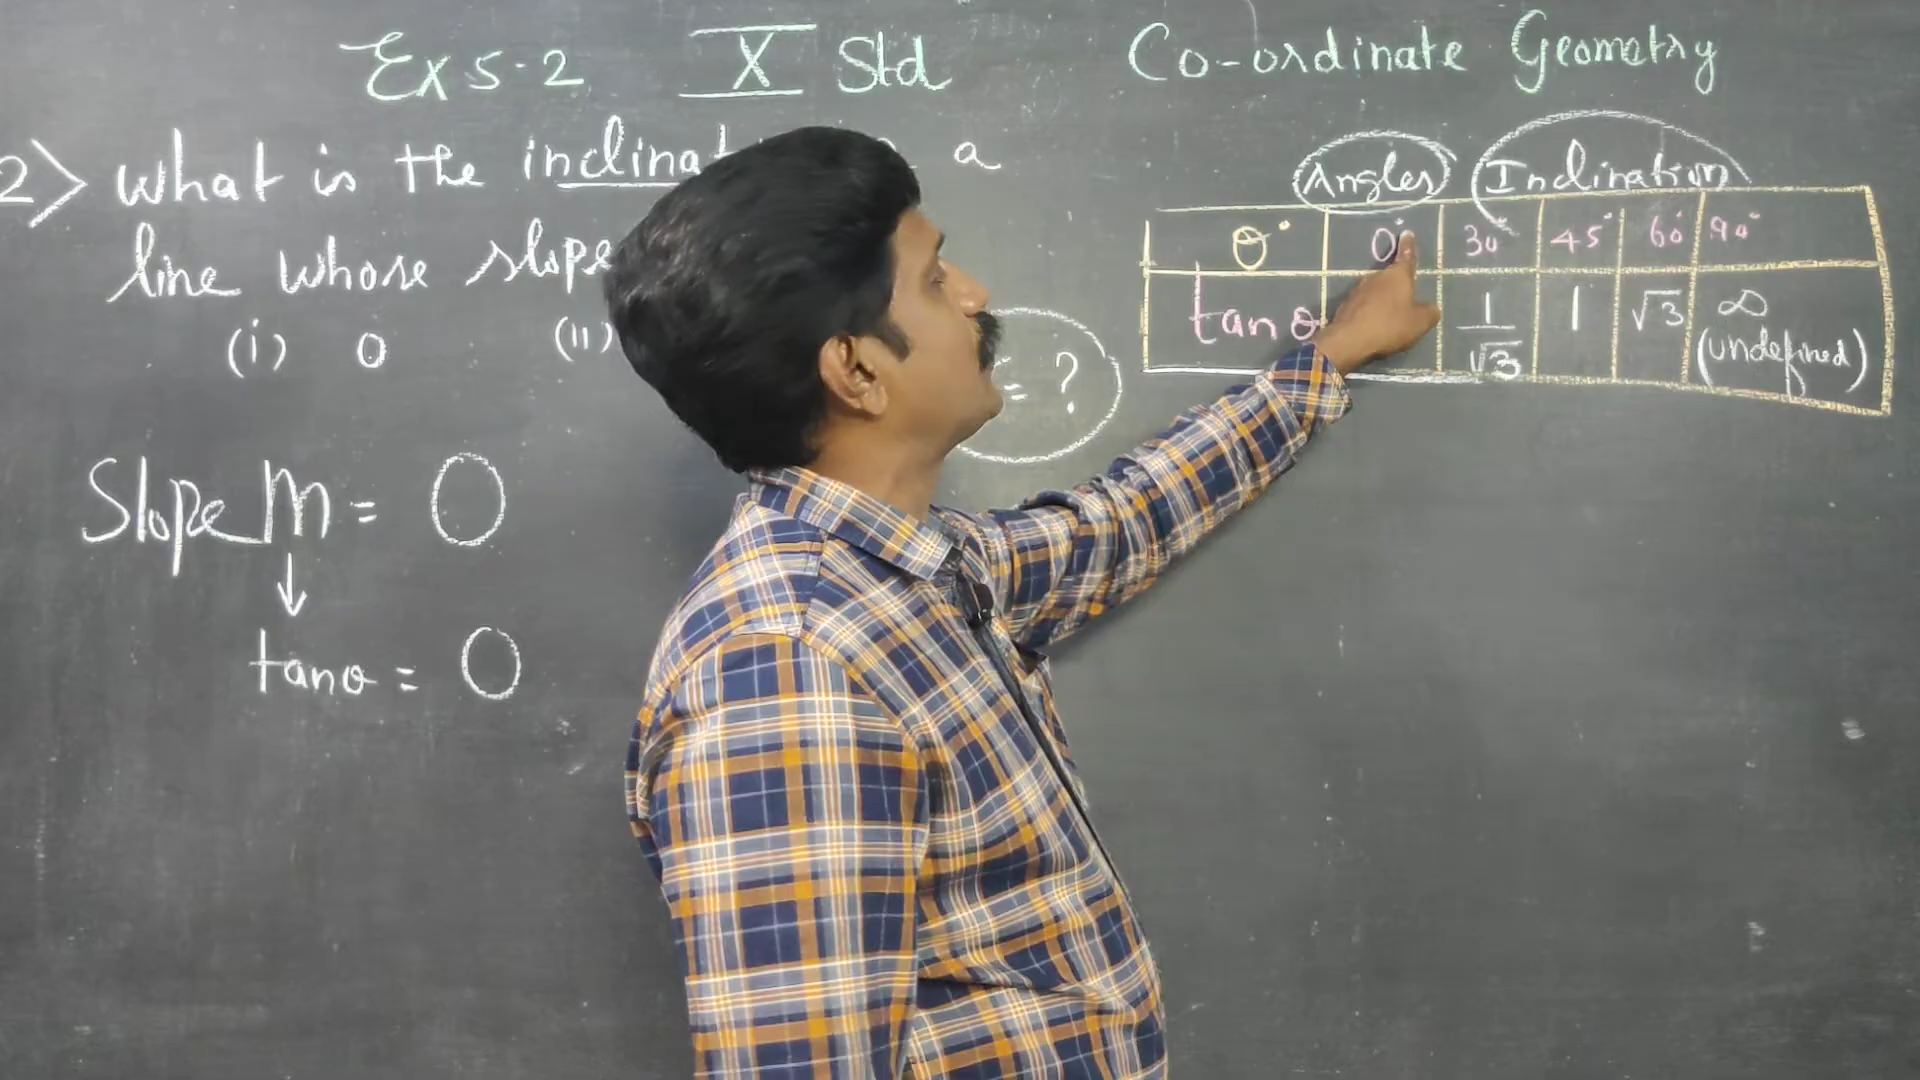 Ex 5.2 X Std Co-ordinate Geometry
2) What is the a
line whose slope
(i) 0 (ii)
= ?
Slope m = 0
↓
tan θ = 0
Angles Inclination
θ° 0° 30° 45° 60° 90°
tan θ 1/√3 1 √3 ∞
(undefined)